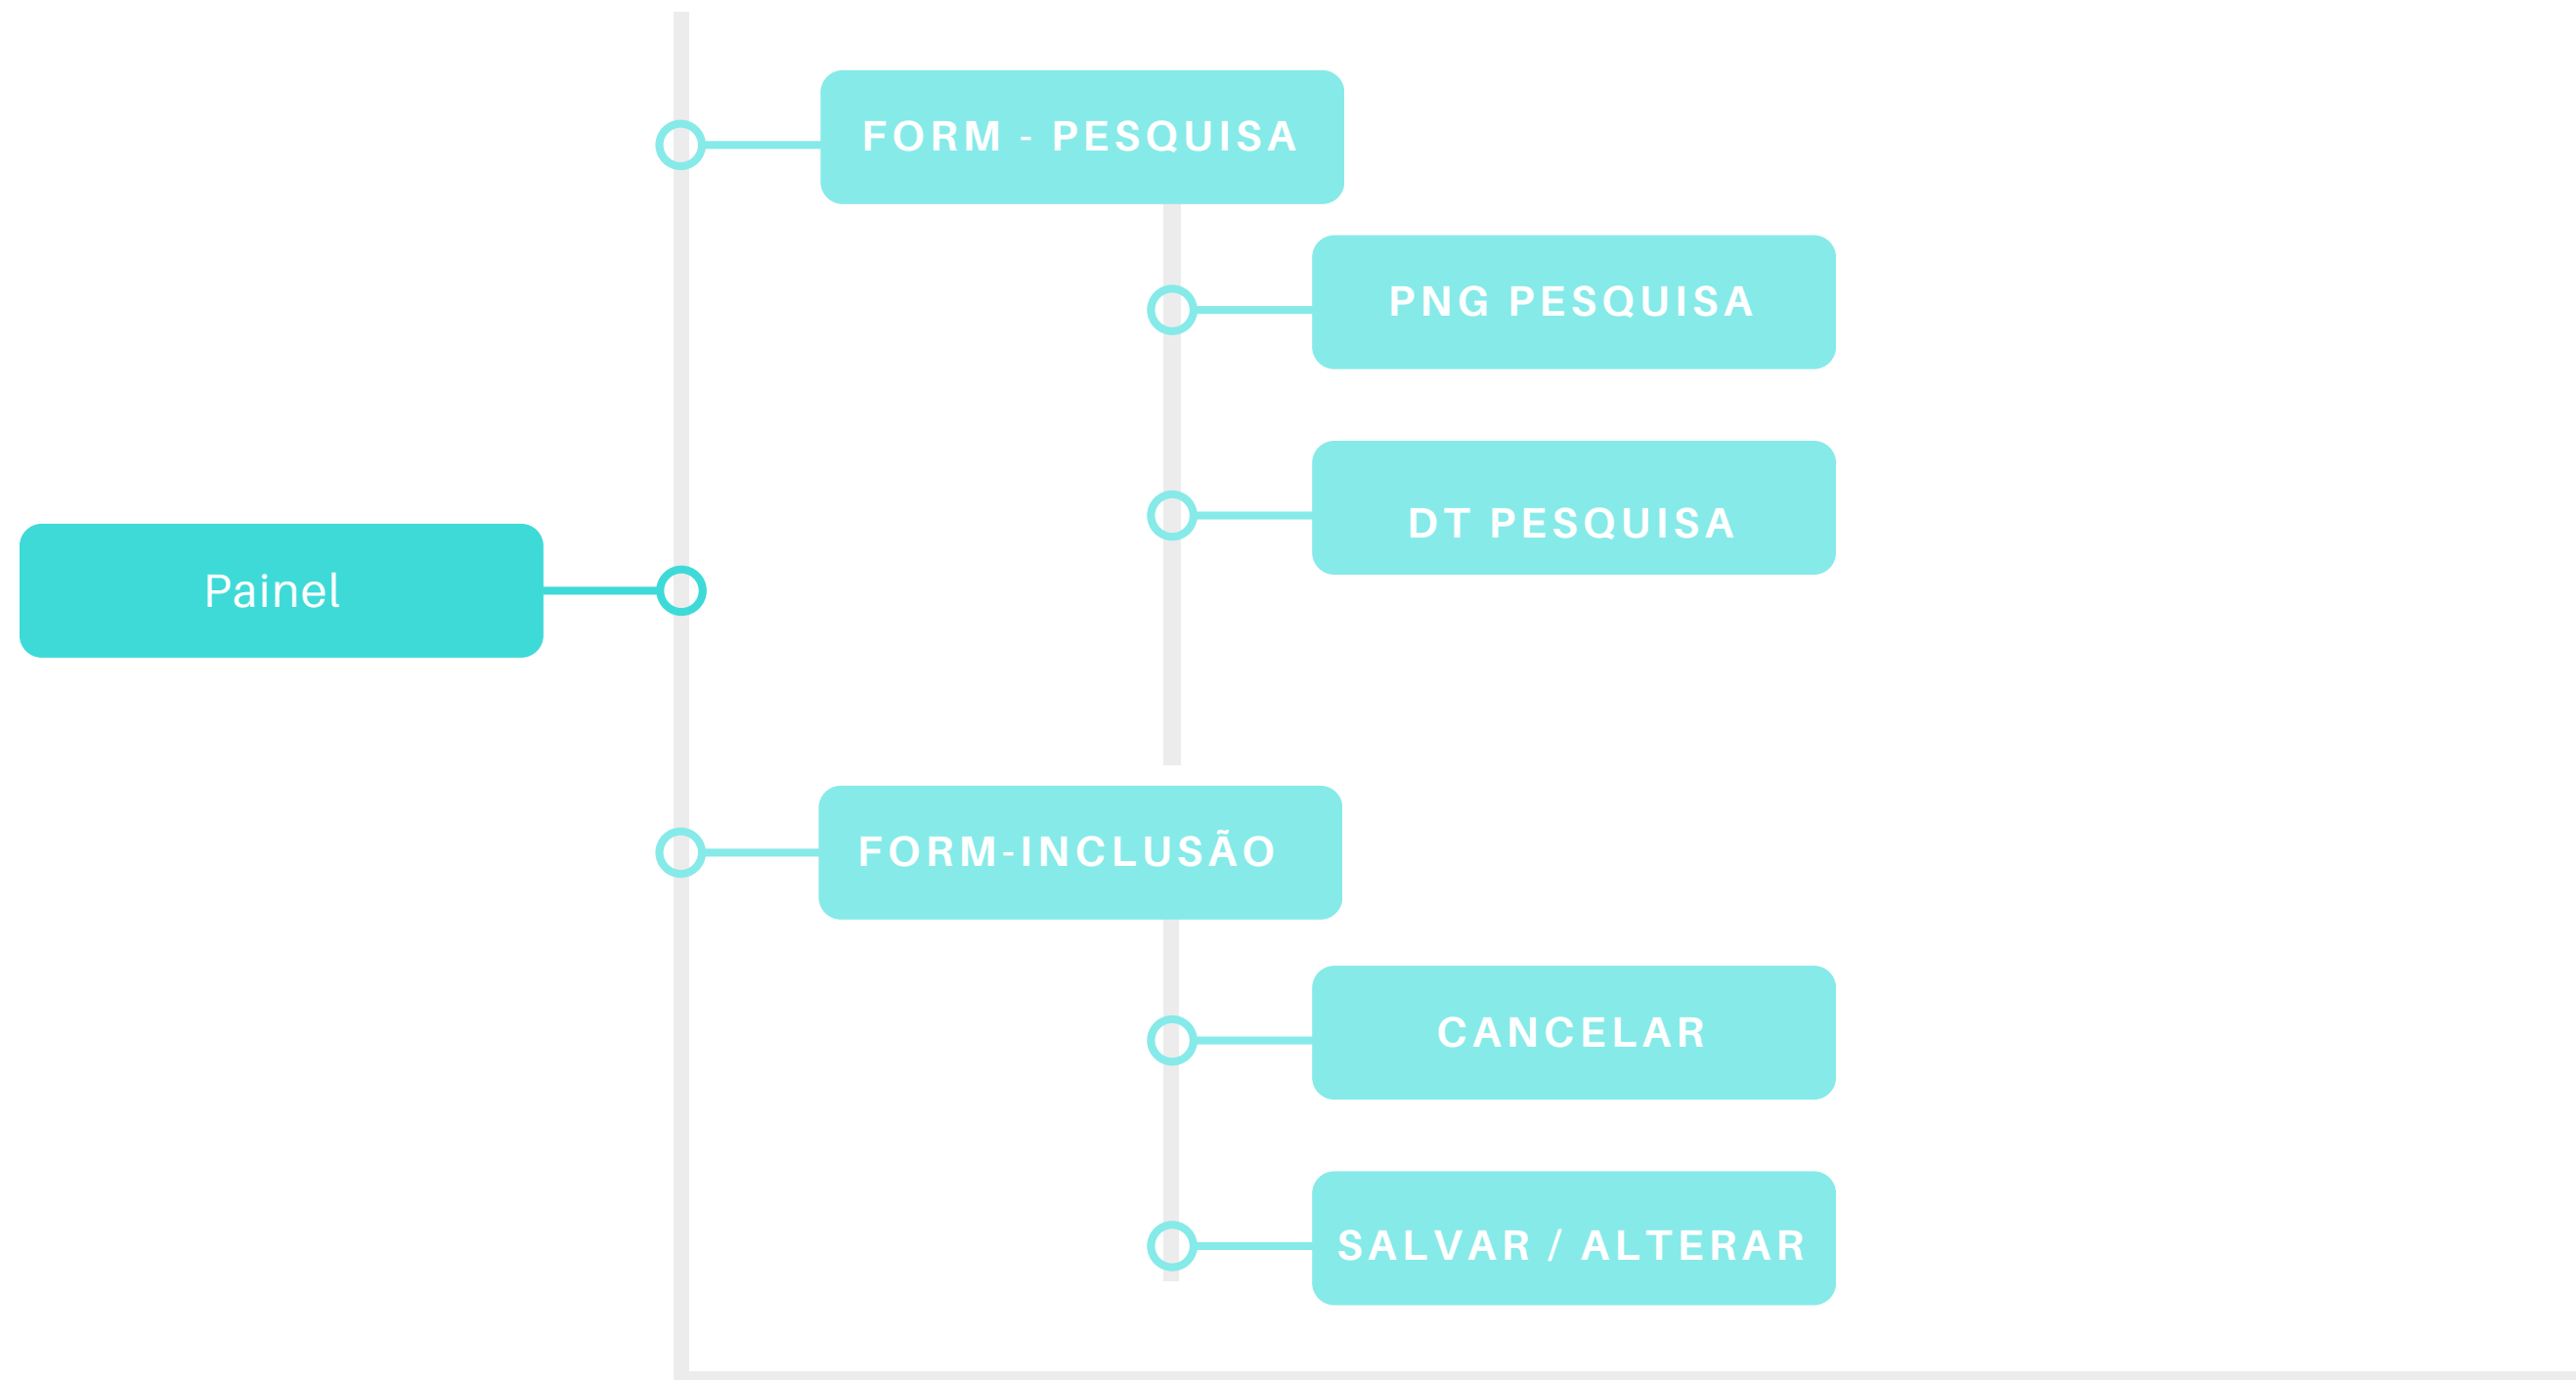 FORM - PESQUISA
PNG PESQUISA
DT PESQUISA
Painel
FORM-INCLUSÃO
CANCELAR
SALVAR / ALTERAR